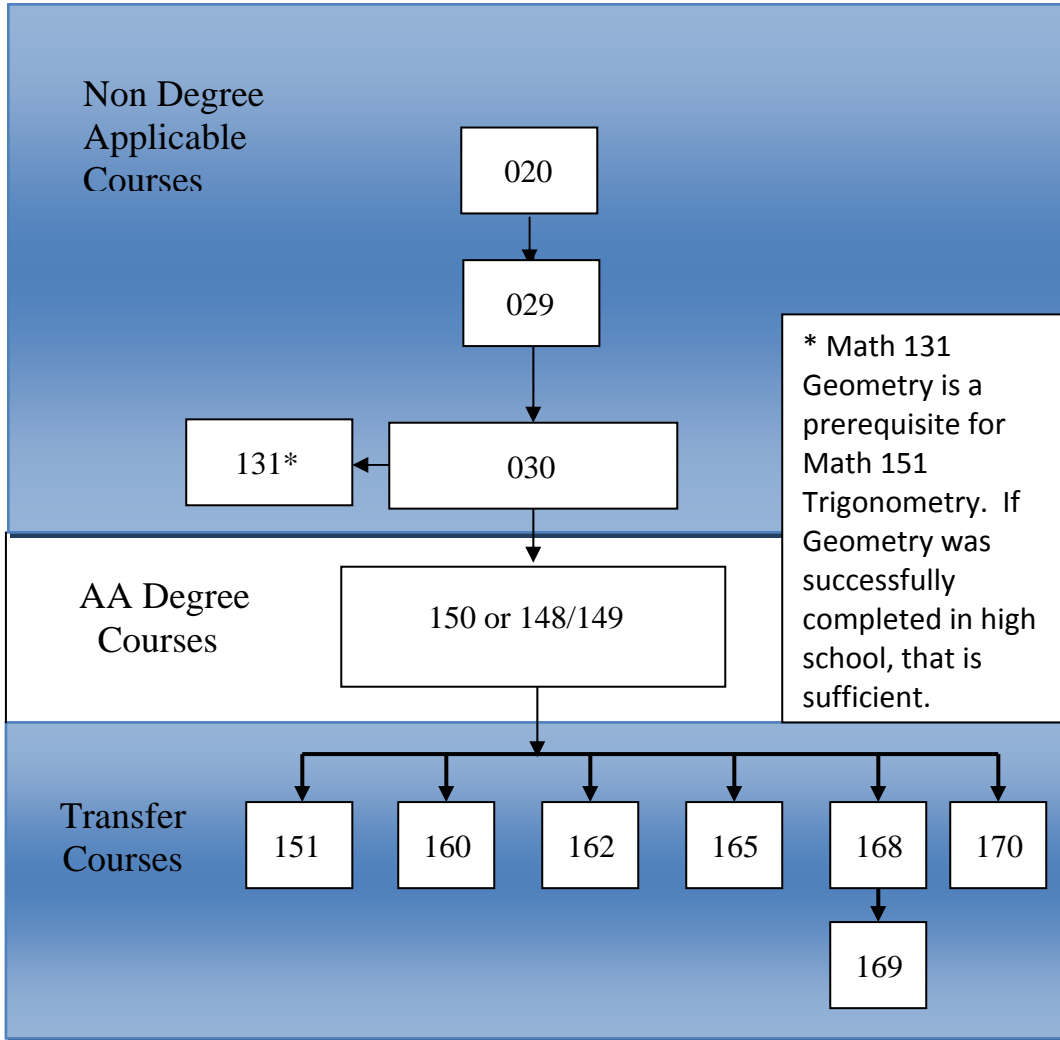 Non Degree
Applicable
Courses
020
029
131*
030
* Math 131
Geometry is a
prerequisite for
Math 151
Trigonometry.  If
Geometry was
successfully
completed in high
school, that is
sufficient.
AA Degree
Courses
150 or 148/149
Transfer
Courses
151
160
162
165
168
170
169